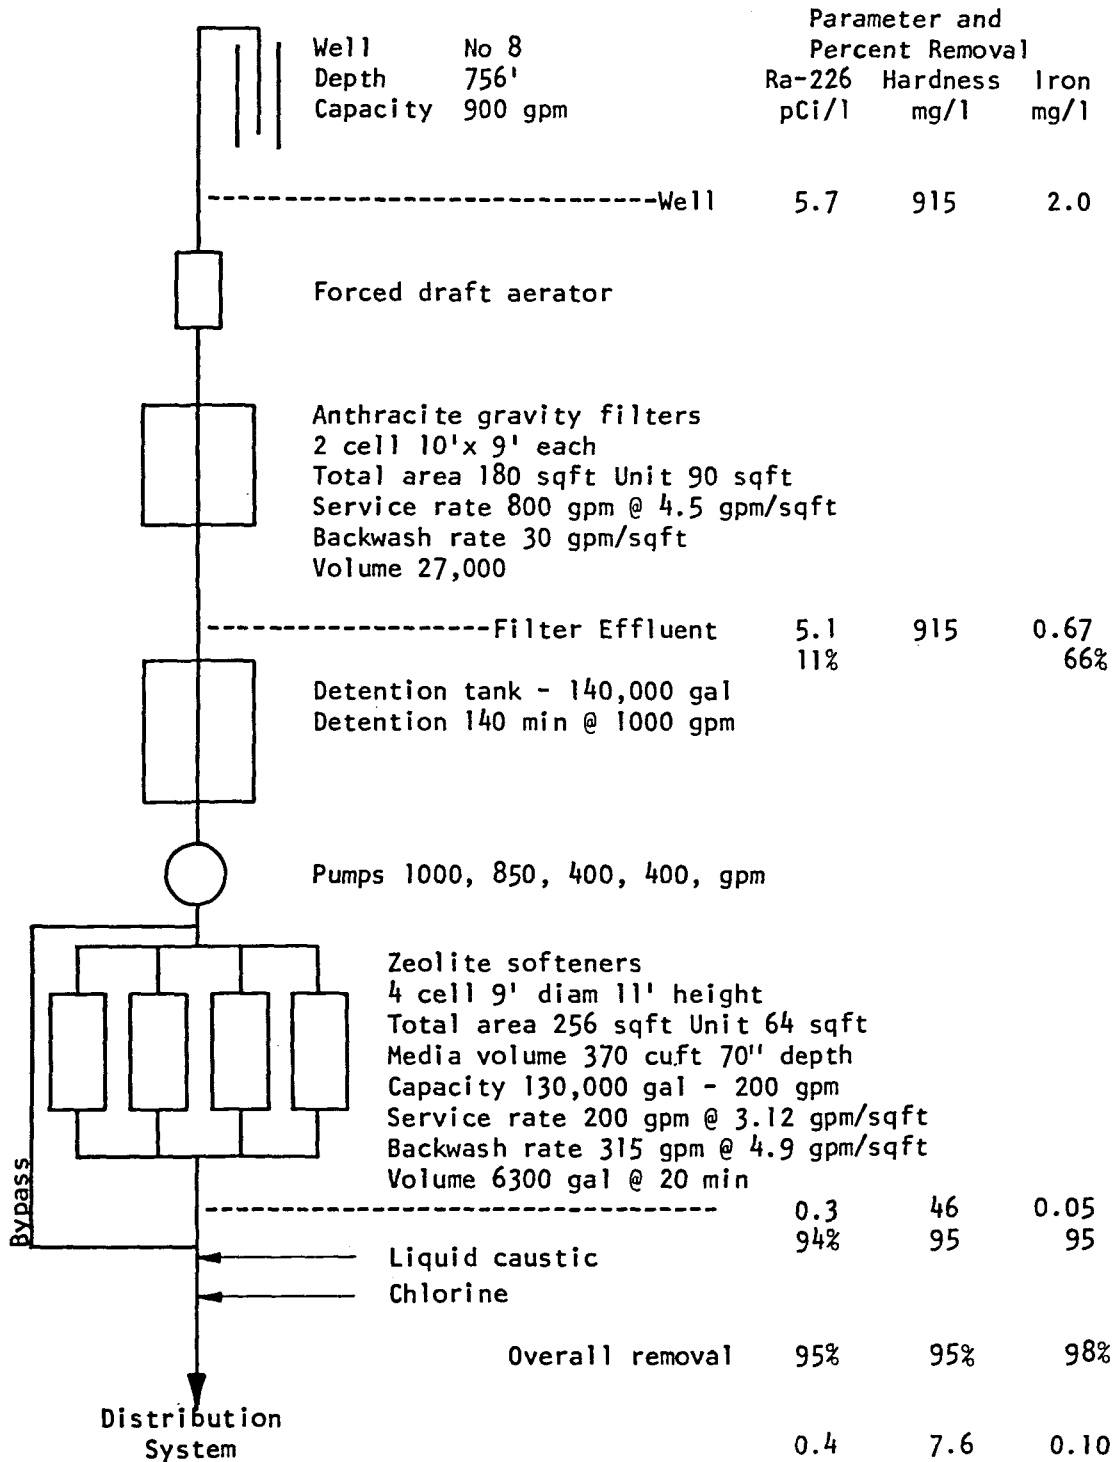 Parameter and
Percent Removal
Well No 8 Ra-226 Hardness Iron
Depth 756'
Capacity 900 gpm pCi/l mg/l mg/l
Well 5.7 915 2.0
Forced draft aerator
Anthracite gravity filters
2 cell 10'x 9' each
Total area 180 sqft Unit 90 sqft
Service rate 800 gpm @ 4.5 gpm/sqft
Backwash rate 30 gpm/sqft
Volume 27,000
Filter Effluent 5.1 915 0.67
11% 66%
Detention tank - 140,000 gal
Detention 140 min @ 1000 gpm
Pumps 1000, 850, 400, 400, gpm
Zeolite softeners
4 cell 9' diam 11' height
Total area 256 sqft Unit 64 sqft
Media volume 370 cu.ft 70" depth
Capacity 130,000 gal - 200 gpm
Service rate 200 gpm @ 3.12 gpm/sqft
Backwash rate 315 gpm @ 4.9 gpm/sqft
Volume 6300 gal @ 20 min
Bypass
0.3 46 0.05
94% 95 95
Liquid caustic
Chlorine
Overall removal 95% 95% 98%
Distribution
System 0.4 7.6 0.10